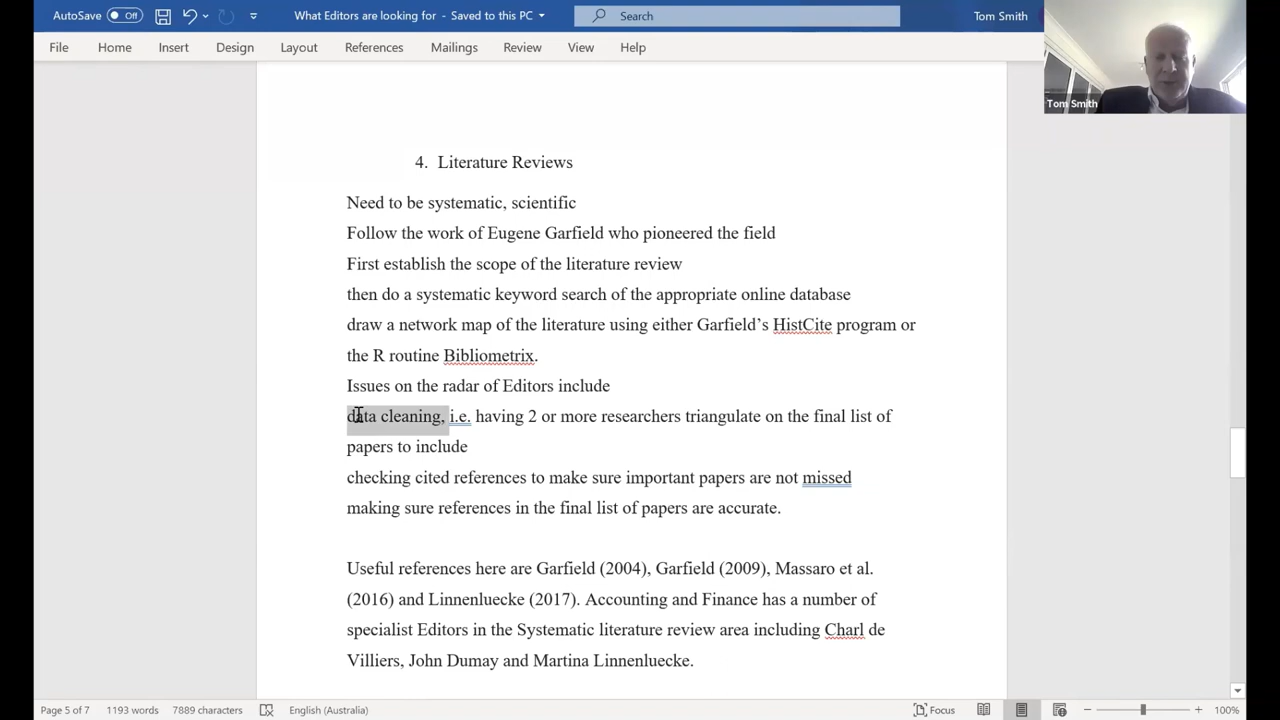 AutoSave Off What Editors are looking for - Saved to this PC Search Tom Smith
File Home Insert Design Layout References Mailings Review View Help
Tom Smith
4. Literature Reviews
Need to be systematic, scientific
Follow the work of Eugene Garfield who pioneered the field
First establish the scope of the literature review
then do a systematic keyword search of the appropriate online database
draw a network map of the literature using either Garfield’s HistCite program or
the R routine Bibliometrix.
Issues on the radar of Editors include
data cleaning, i.e. having 2 or more researchers triangulate on the final list of
papers to include
checking cited references to make sure important papers are not missed
making sure references in the final list of papers are accurate.
Useful references here are Garfield (2004), Garfield (2009), Massaro et al.
(2016) and Linnenluecke (2017). Accounting and Finance has a number of
specialist Editors in the Systematic literature review area including Charl de
Villiers, John Dumay and Martina Linnenluecke.
Page 5 of 7 1193 words 7889 characters English (Australia) Focus 100%